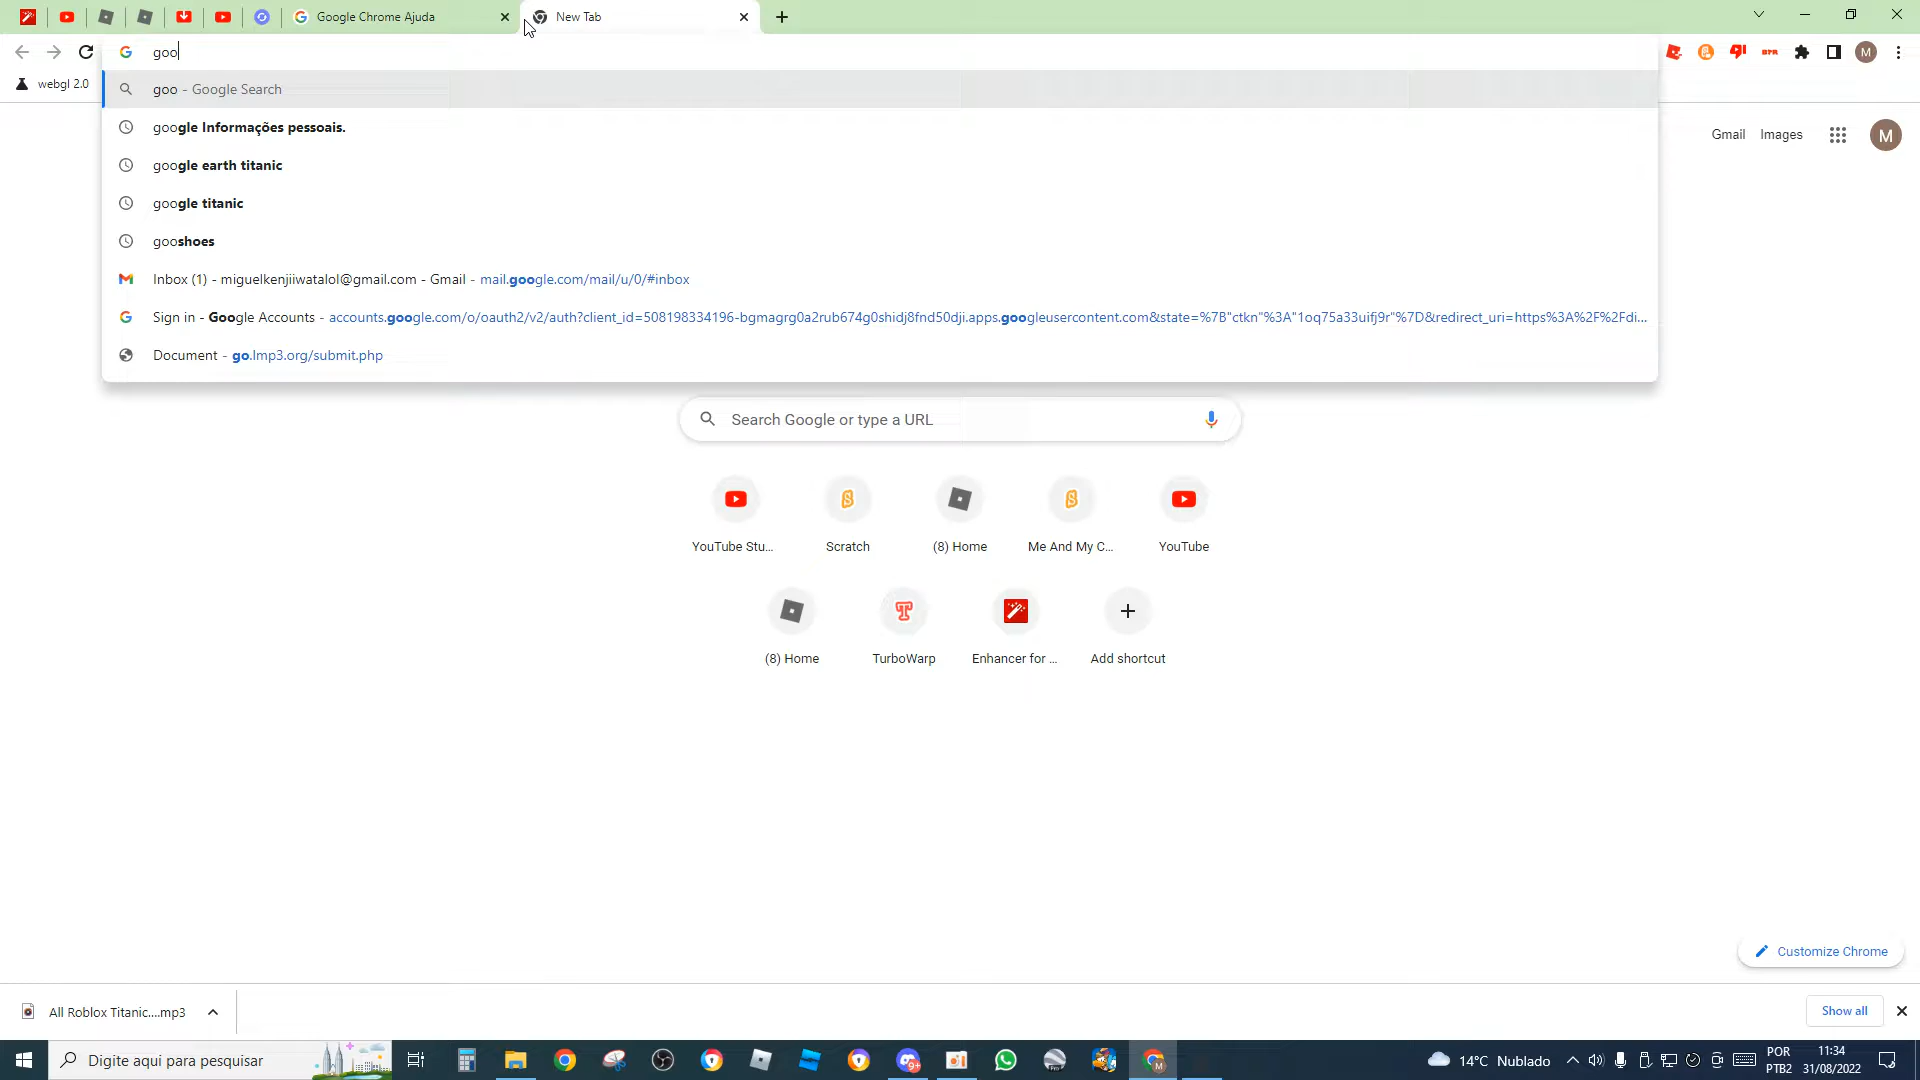 Google Chrome Ajuda
New Tab
goo
webgl 2.0
goo - Google Search
google Informações pessoais.
google earth titanic
google titanic
gooshoes
Inbox (1) - miguelkenjiiwatalol@gmail.com - Gmail - mail.google.com/mail/u/0/#inbox
Sign in - Google Accounts - accounts.google.com/o/oauth2/v2/auth?client_id=508198334196-bgmagrg0a2rub674g0shidj8fnd50dji.apps.googleusercontent.com&state=%7B"ctkn"%3A"1oq75a33uifj9r"%7D&redirect_uri=https%3A%2F%2Fdi...
Document - go.lmp3.org/submit.php
Gmail Images M
Search Google or type a URL
YouTube Stu... Scratch (8) Home Me And My C... YouTube
(8) Home TurboWarp Enhancer for ... Add shortcut
Customize Chrome
All Roblox Titanic....mp3
Show all
Digite aqui para pesquisar
14°C Nublado
POR
PTB2
11:34
31/08/2022